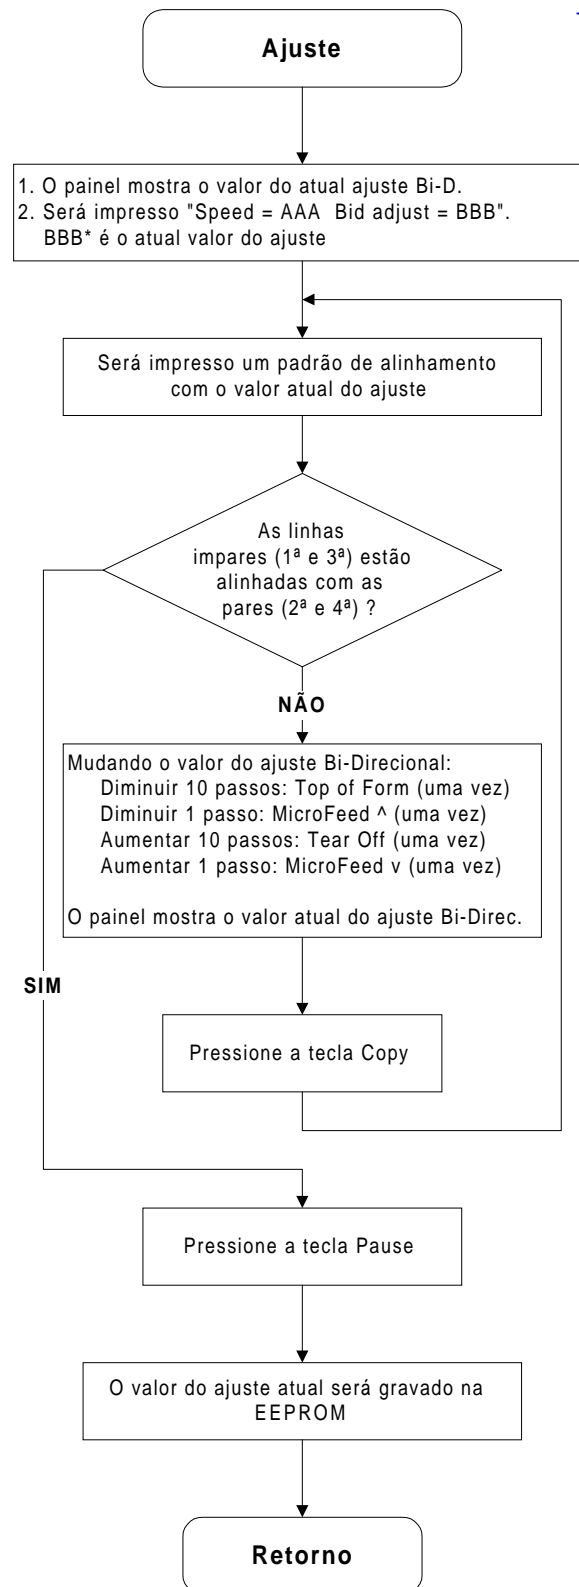 Ajuste
1. O painel mostra o valor do atual ajuste Bi-D.
2. Será impresso "Speed = AAA Bid adjust = BBB".
BBB* é o atual valor do ajuste
Será impresso um padrão de alinhamento
com o valor atual do ajuste
As linhas
impares (1ª e 3ª) estão
alinhadas com as
pares (2ª e 4ª) ?
NÃO
Mudando o valor do ajuste Bi-Direcional:
Diminuir 10 passos: Top of Form (uma vez)
Diminuir 1 passo: MicroFeed ^ (uma vez)
Aumentar 10 passos: Tear Off (uma vez)
Aumentar 1 passo: MicroFeed v (uma vez)
O painel mostra o valor atual do ajuste Bi-Direc.
SIM
Pressione a tecla Copy
Pressione a tecla Pause
O valor do ajuste atual será gravado na
EEPROM
Retorno